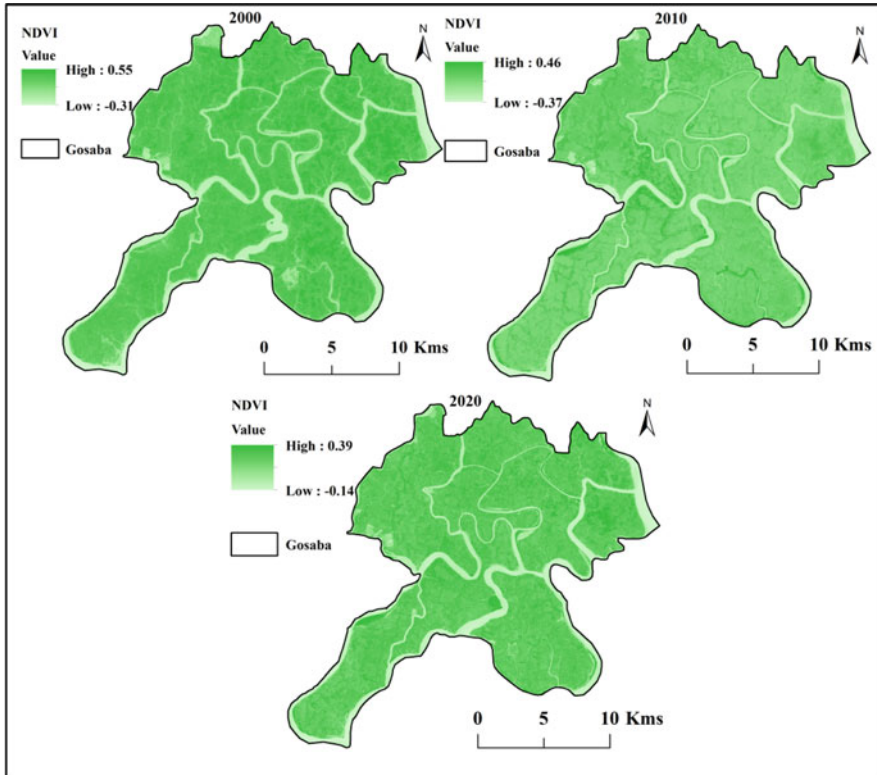 2000
NDVI
Value
High : 0.55
Low : -0.31
Gosaba
N
0 5 10 Kms
2010
NDVI
Value
High : 0.46
Low : -0.37
Gosaba
N
0 5 10 Kms
2020
NDVI
Value
High : 0.39
Low : -0.14
Gosaba
N
0 5 10 Kms